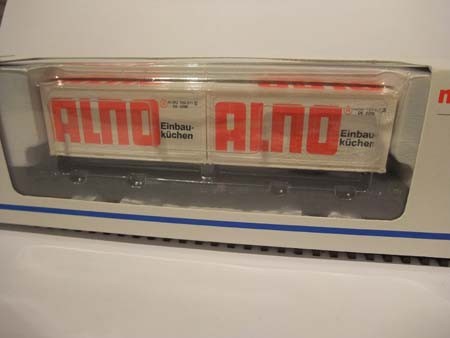 ALNO
Einbau-
küchen
ALNO
Einbau-
küchen